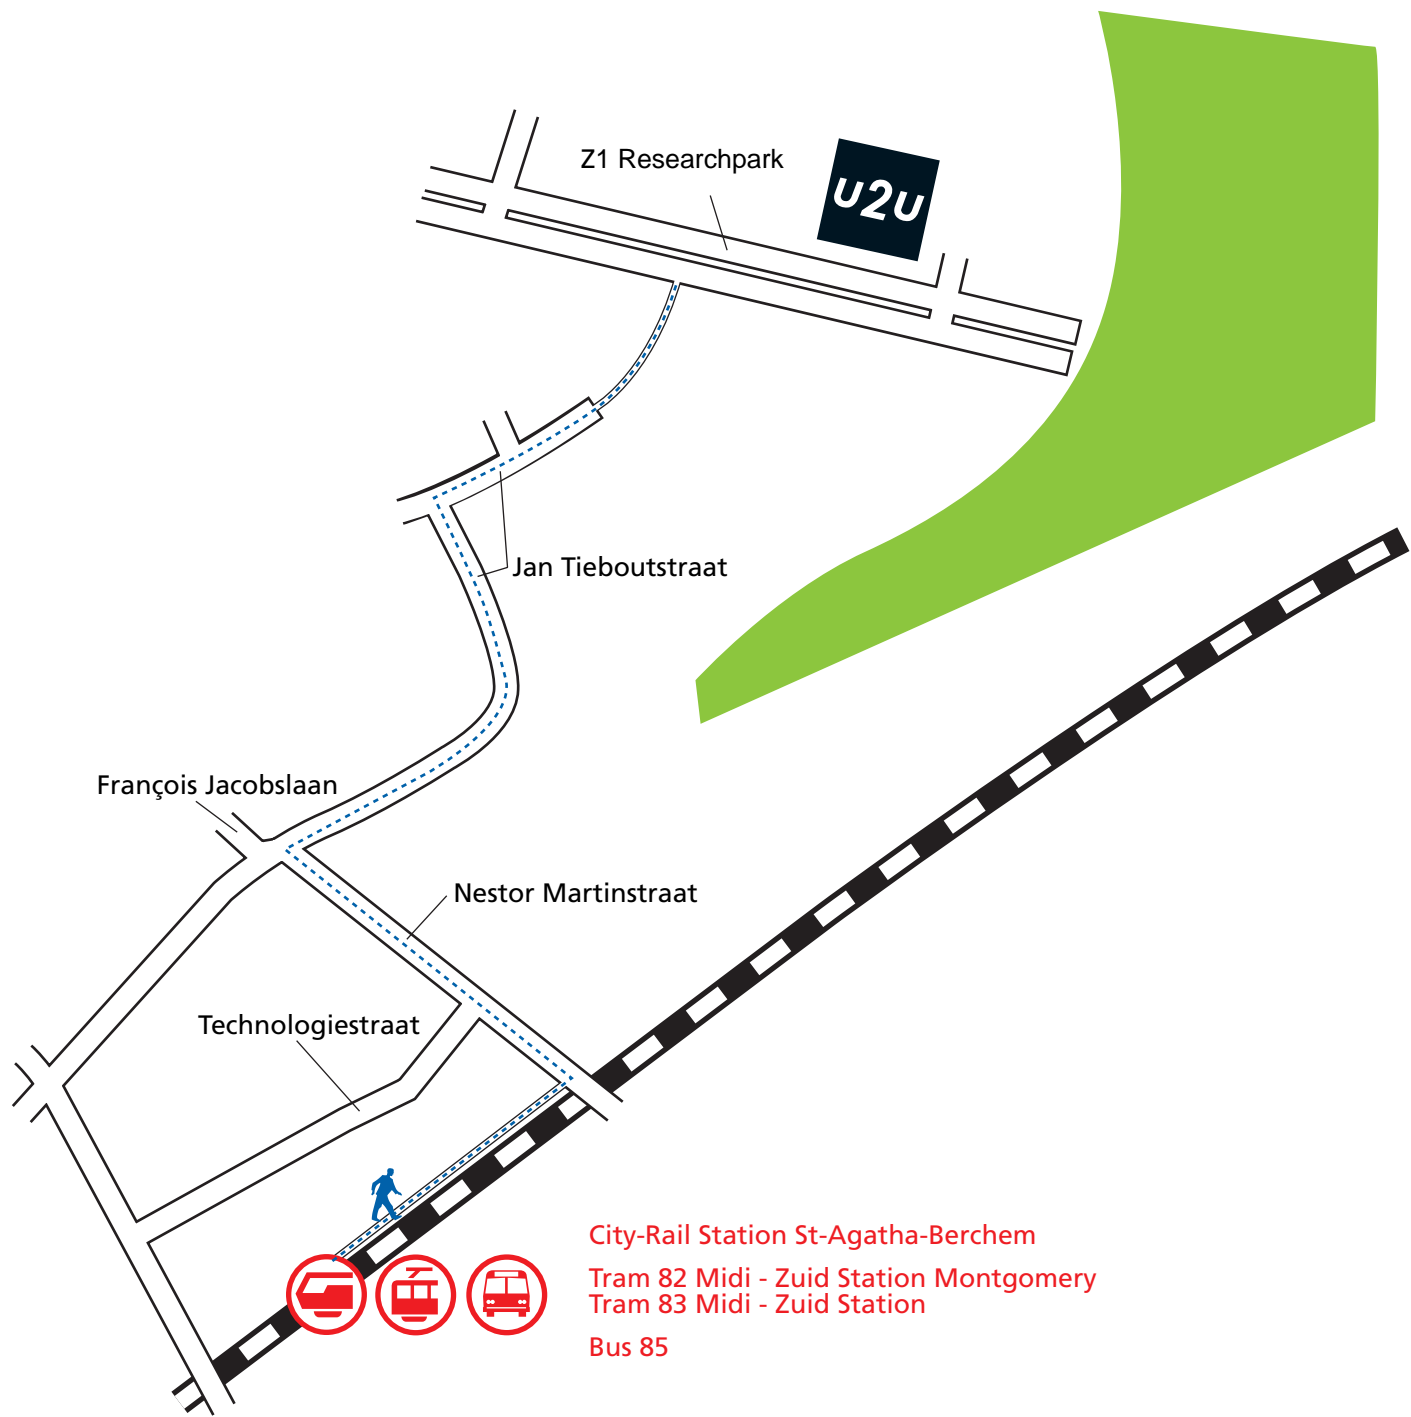 Z1 Researchpark
u2u
Jan Tieboutstraat
François Jacobslaan
Nestor Martinstraat
Technologiestraat
City-Rail Station St-Agatha-Berchem
Tram 82 Midi - Zuid Station Montgomery
Tram 83 Midi - Zuid Station
Bus 85